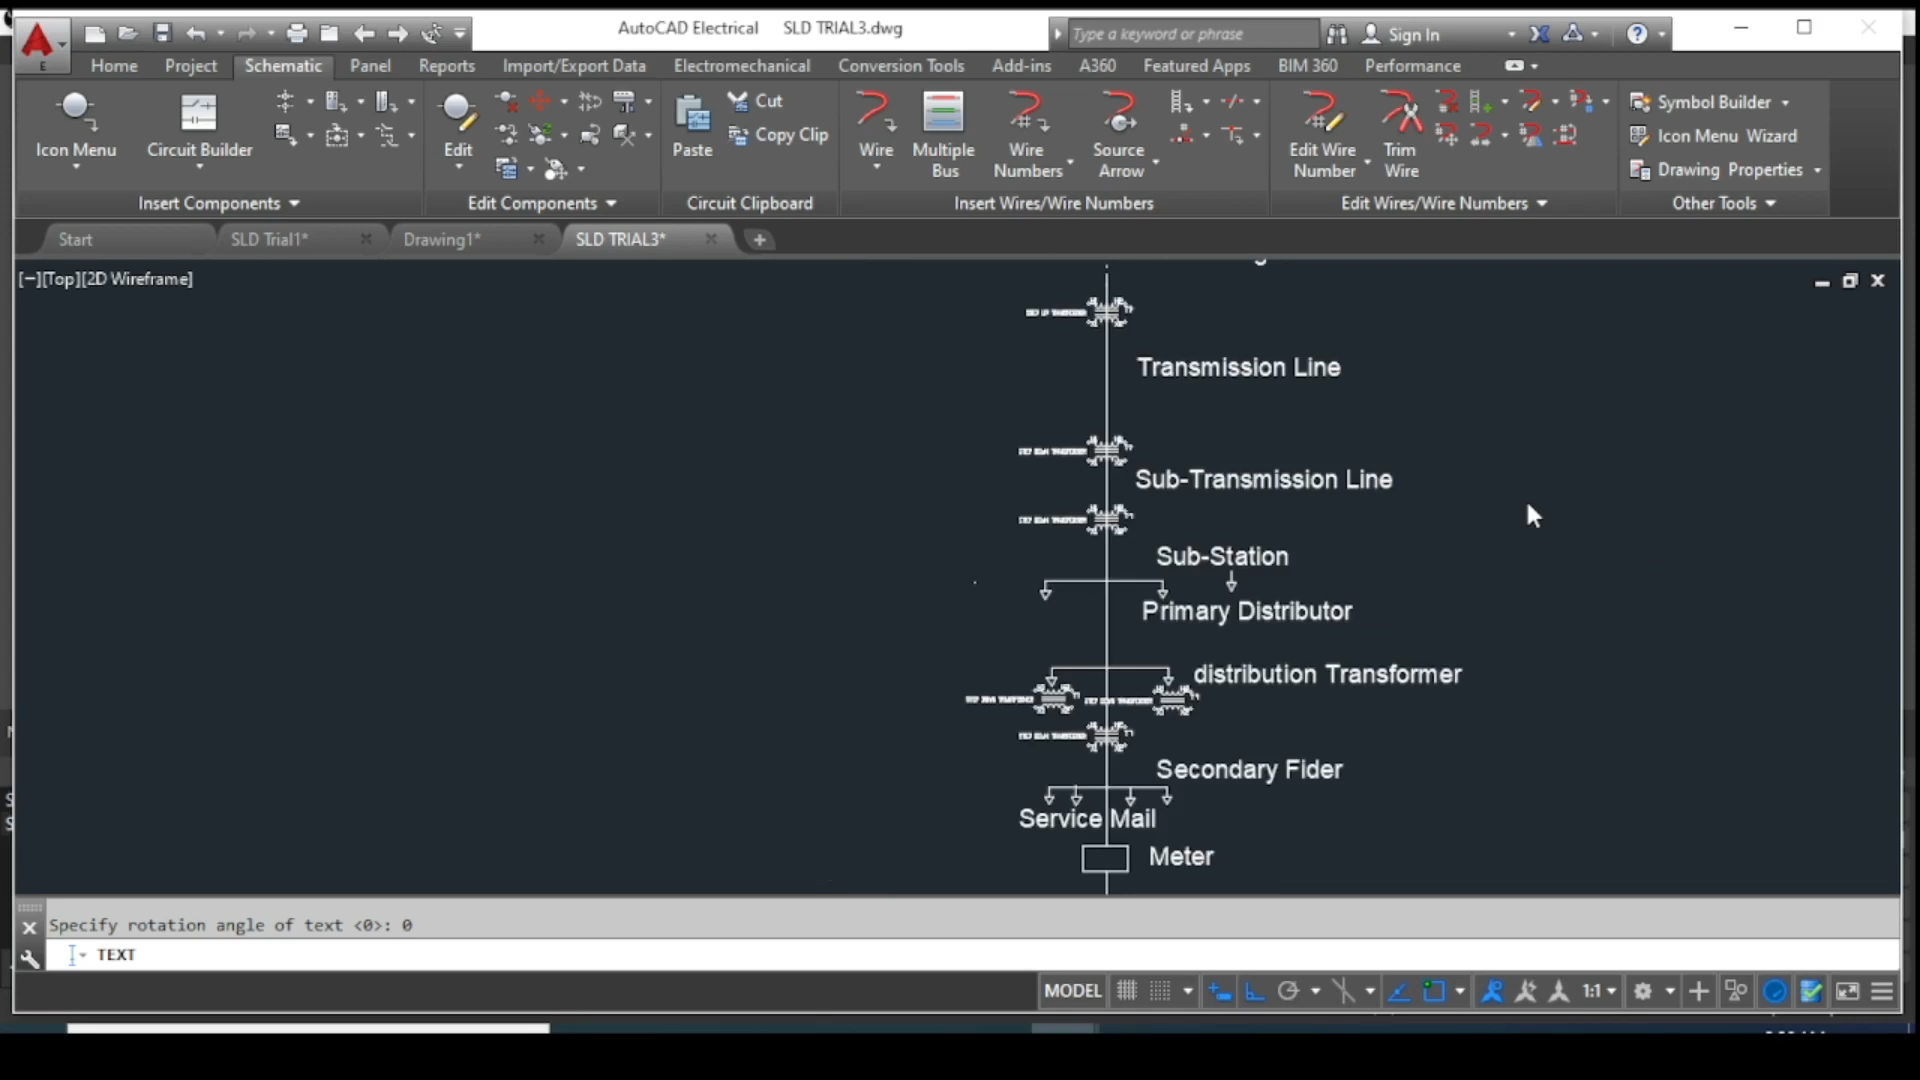 AutoCAD Electrical SLD TRIAL3.dwg
Type a keyword or phrase
Sign In
Home Project Schematic Panel Reports Import/Export Data Electromechanical Conversion Tools Add-ins A360 Featured Apps BIM 360 Performance
Icon Menu
Circuit Builder
Edit
Paste
Cut
Copy Clip
Wire
Multiple Bus
Wire Numbers
Source Arrow
Edit Wire Number
Trim Wire
Symbol Builder
Icon Menu Wizard
Drawing Properties
Insert Components Edit Components Circuit Clipboard Insert Wires/Wire Numbers Edit Wires/Wire Numbers Other Tools
Start SLD Trial1* Drawing1* SLD TRIAL3*
[−][Top][2D Wireframe]
Transmission Line
Sub-Transmission Line
Sub-Station
Primary Distributor
distribution Transformer
Secondary Fider
Service Mail
Meter
Specify rotation angle of text <0>: 0
TEXT
MODEL 1:1